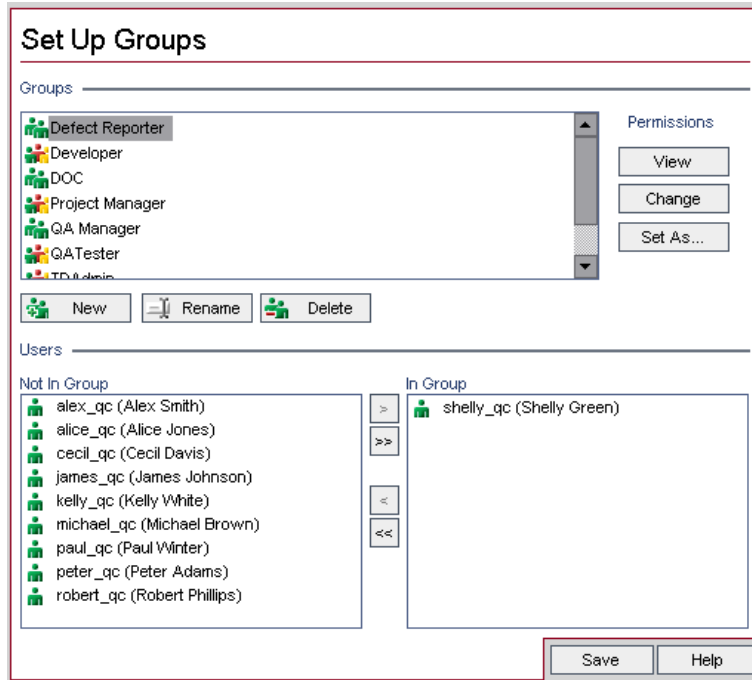 Set Up Groups
Groups
Defect Reporter
Developer
DOC
Project Manager
QA Manager
QATester
TDAdmin
Permissions
View
Change
Set As...
New
Rename
Delete
Users
Not In Group
alex_qc (Alex Smith)
alice_qc (Alice Jones)
cecil_qc (Cecil Davis)
james_qc (James Johnson)
kelly_qc (Kelly White)
michael_qc (Michael Brown)
paul_qc (Paul Winter)
peter_qc (Peter Adams)
robert_qc (Robert Phillips)
>
>>
<
<<
In Group
shelly_qc (Shelly Green)
Save
Help